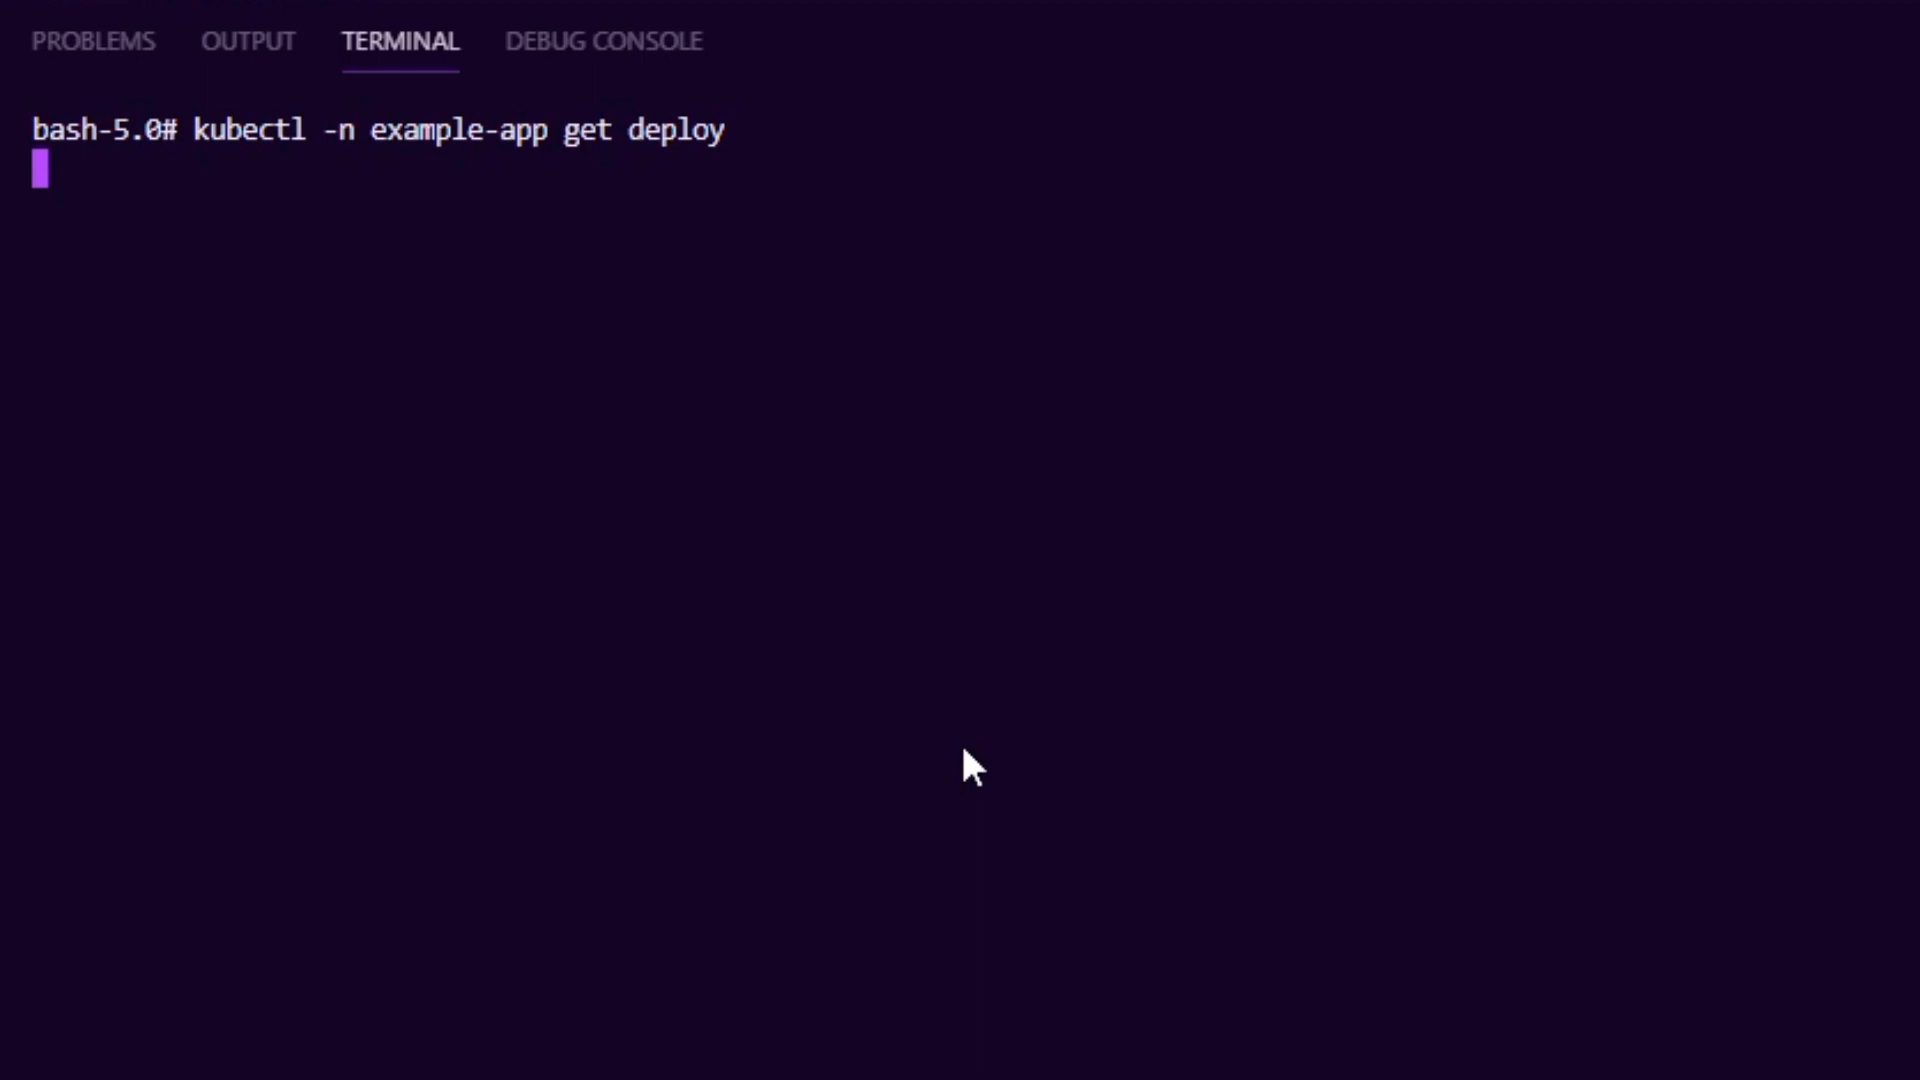 PROBLEMS OUTPUT TERMINAL DEBUG CONSOLE
bash-5.0# kubectl -n example-app get deploy